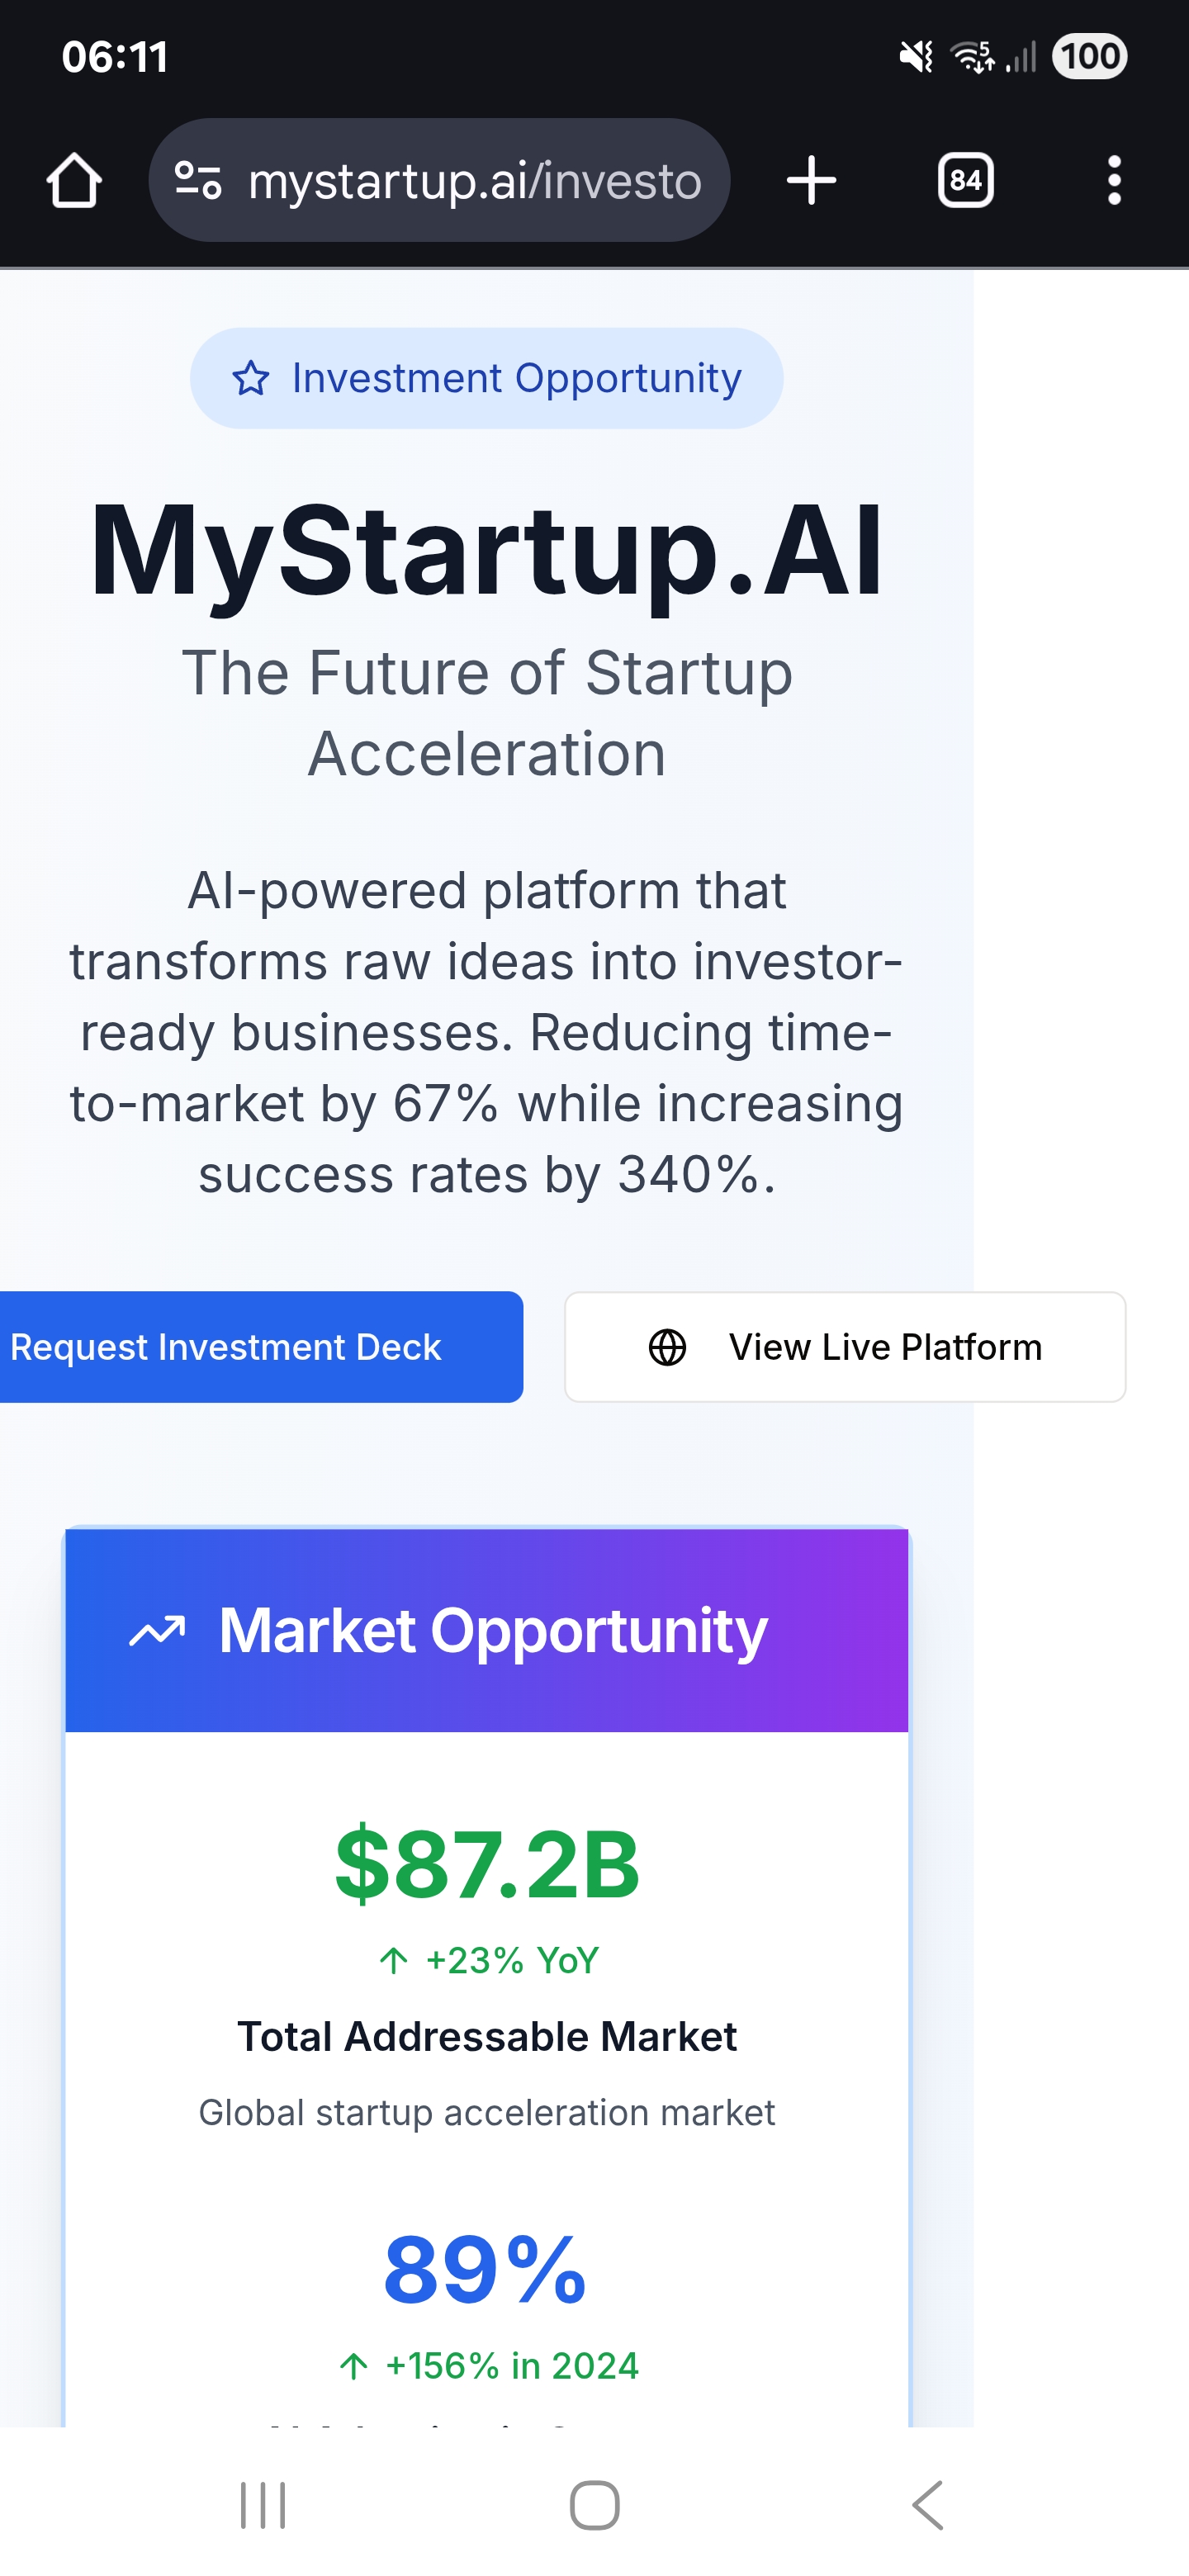 06:11
5
100
mystartup.ai/investo
84
Investment Opportunity
MyStartup.AI
The Future of Startup
Acceleration
AI-powered platform that
transforms raw ideas into investor-
ready businesses. Reducing time-
to-market by 67% while increasing
success rates by 340%.
Request Investment Deck
View Live Platform
Market Opportunity
$87.2B
↑ +23% YoY
Total Addressable Market
Global startup acceleration market
89%
↑ +156% in 2024